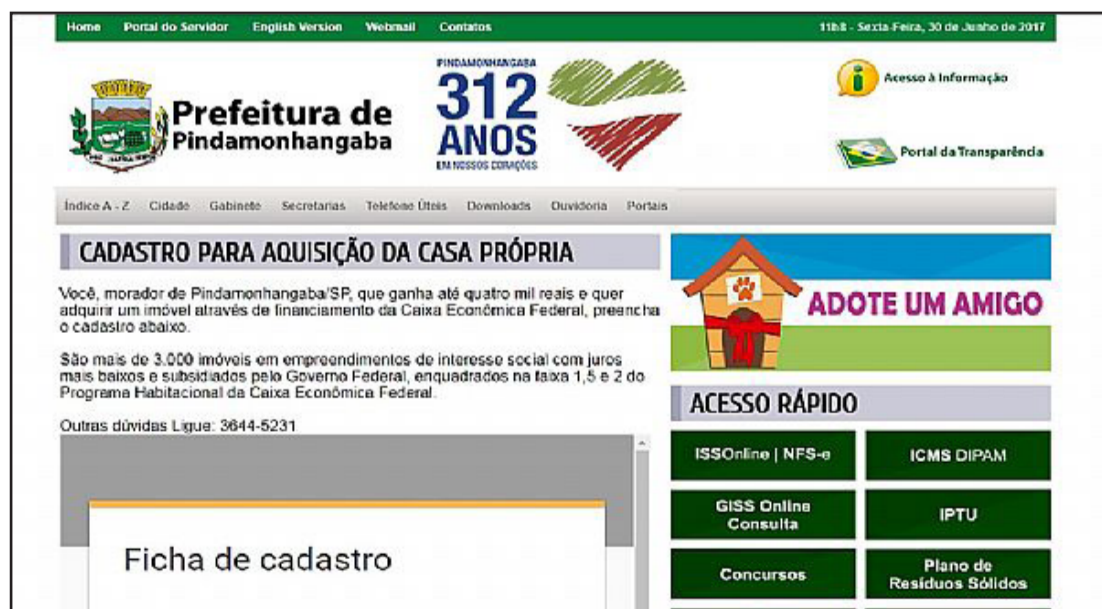 Home Portal do Servidor English Version Webmail Contatos
11h8 - Sexta-Feira, 30 de Junho de 2017
Prefeitura de
Pindamonhangaba
PINDAMONHANGABA
312
ANOS
EM NOSSOS CORAÇÕES
Acesso à Informação
Portal da Transparência
Índice A - Z Cidade Gabinete Secretarias Telefone Úteis Downloads Ouvidoria Portais
CADASTRO PARA AQUISIÇÃO DA CASA PRÓPRIA
Você, morador de Pindamonhangaba/SP, que ganha até quatro mil reais e quer
adquirir um imóvel através de financiamento da Caixa Econômica Federal, preencha
o cadastro abaixo.
São mais de 3.000 imóveis em empreendimentos de interesse social com juros
mais baixos e subsidiados pelo Governo Federal, enquadrados na faixa 1,5 e 2 do
Programa Habitacional da Caixa Econômica Federal.
Outras dúvidas Ligue: 3644-5231
Ficha de cadastro
ADOTE UM AMIGO
ACESSO RÁPIDO
ISSOnline | NFS-e
ICMS DIPAM
GISS Online
Consulta
IPTU
Concursos
Plano de
Resíduos Sólidos